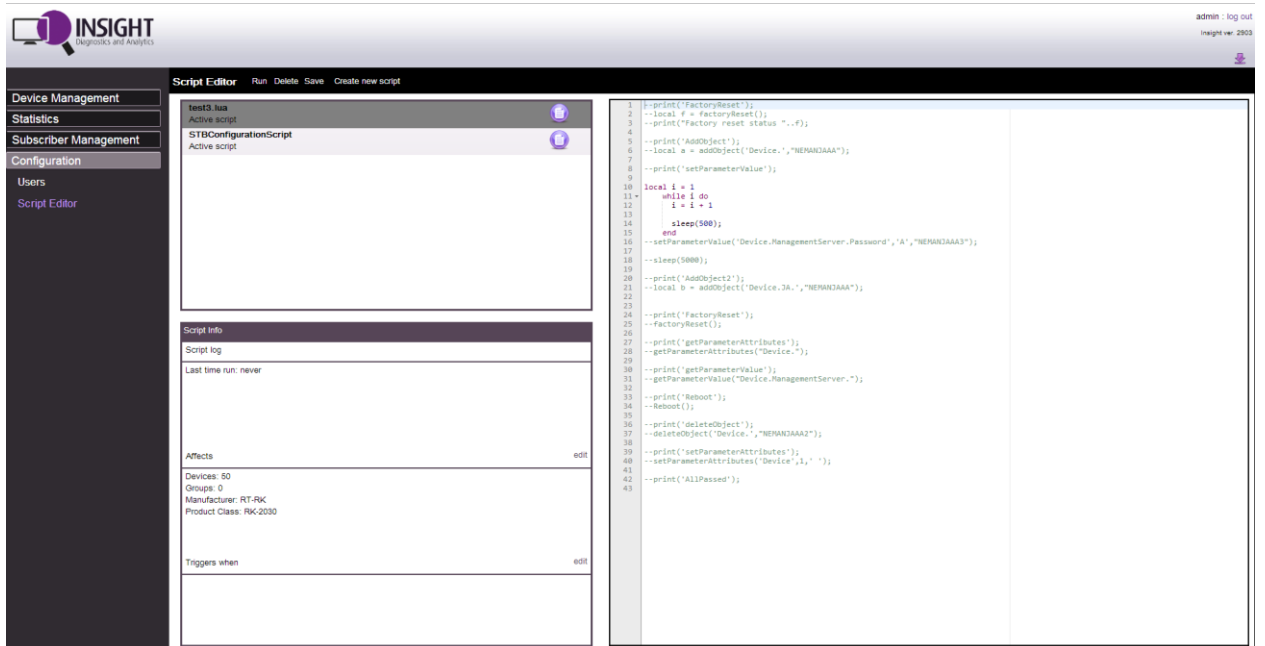 INSIGHT
Diagnostics and Analytics
admin : log out
Insight ver. 2903
Script Editor Run Delete Save Create new script
Device Management
Statistics
Subscriber Management
Configuration
Users
Script Editor
test3.lua
Active script
STBConfigurationScript
Active script
Script Info
Script log
Last time run: never
Affects edit
Devices: 50
Groups: 0
Manufacturer: RT-RK
Product Class: RK-2030
Triggers when edit
1 --print('FactoryReset');
2 --local f = factoryReset();
3 --print("Factory reset status "..f);
4
5 --print('AddObject');
6 --local a = addObject('Device.',"NEMANJAAA");
7
8 --print('setParameterValue');
9
10 local i = 1
11 while i do
12 i = i + 1
13
14 sleep(500);
15 end
16 --setParameterValue('Device.ManagementServer.Password','A',"NEMANJAAA3");
17
18 --sleep(5000);
19
20 --print('AddObject2');
21 --local b = addObject('Device.JA.',"NEMANJAAA");
22
23
24 --print('FactoryReset');
25 --factoryReset();
26
27 --print('getParameterAttributes');
28 --getParameterAttributes("Device.");
29
30 --print('getParameterValue');
31 --getParameterValue("Device.ManagementServer.");
32
33 --print('Reboot');
34 --Reboot();
35
36 --print('deleteObject');
37 --deleteObject('Device.',"NEMANJAAA2");
38
39 --print('setParameterAttributes');
40 --setParameterAttributes('Device',1,' ');
41
42 --print('AllPassed');
43